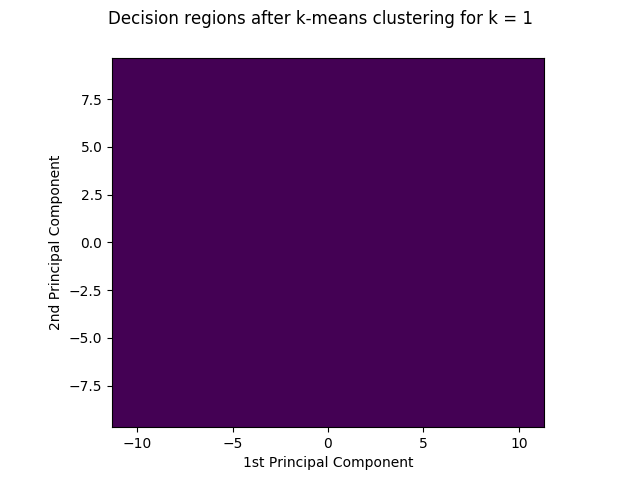 Decision regions after k-means clustering for k = 1
7.5
5.0
2.5
0.0
−2.5
−5.0
−7.5
2nd Principal Component
−10 −5 0 5 10
1st Principal Component